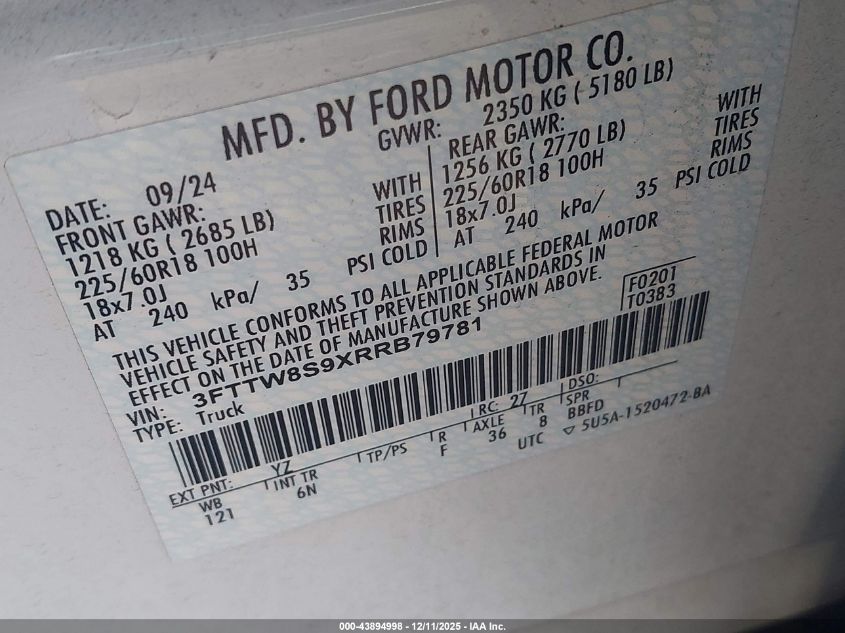 MFD. BY FORD MOTOR CO.
DATE: 09/24 GVWR: 2350 KG ( 5180 LB)
FRONT GAWR: REAR GAWR:
1218 KG ( 2685 LB) WITH 1256 KG ( 2770 LB) WITH
225/60R18 100H TIRES 225/60R18 100H TIRES
18x7.0J RIMS 18x7.0J RIMS
AT 240 kPa/ 35 PSI COLD AT 240 kPa/ 35 PSI COLD
THIS VEHICLE CONFORMS TO ALL APPLICABLE FEDERAL MOTOR
VEHICLE SAFETY AND THEFT PREVENTION STANDARDS IN
EFFECT ON THE DATE OF MANUFACTURE SHOWN ABOVE.
VIN: 3FTTW8S9XRRB79781 F0201
TYPE: Truck T0383
EXT PNT: YZ RC: 27 DSO:
WB INT TR TP/PS R AXLE TR SPR
121 6N F 36 8 BBFD
UTC ▽ 5U5A-1520472-BA
000-43894998 - 12/11/2025 - IAA Inc.